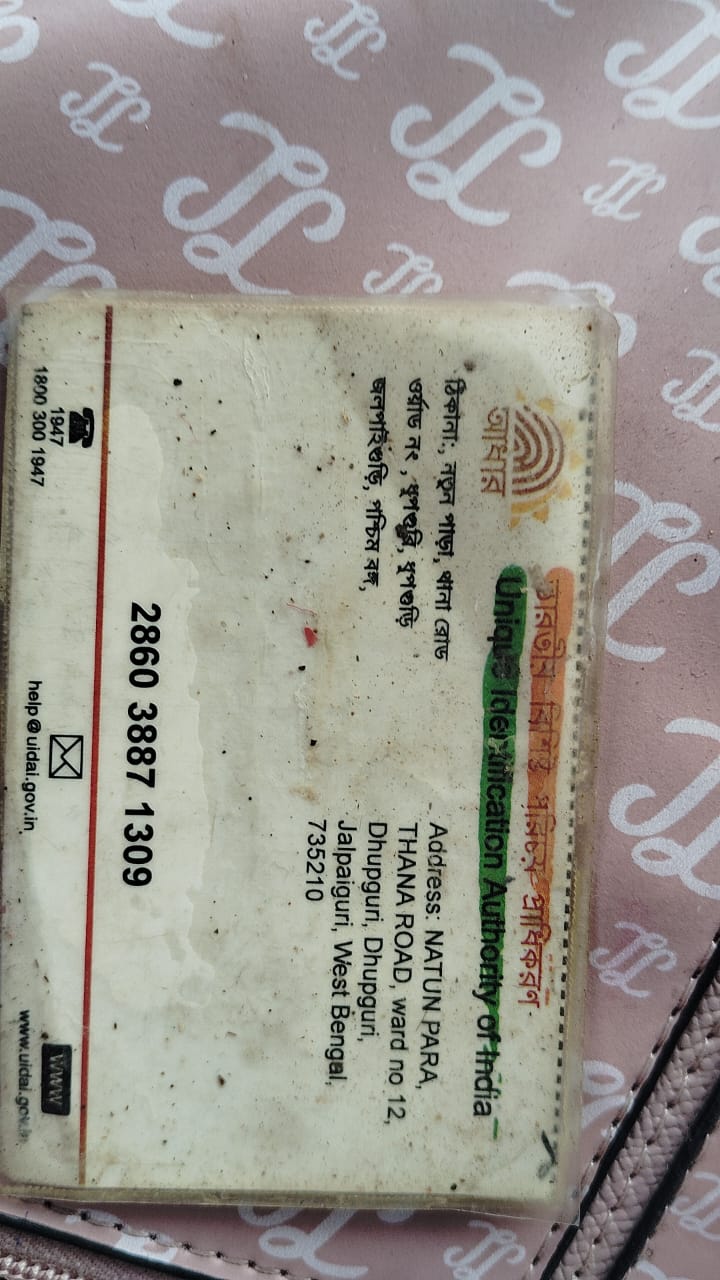 আধার
ভারতীয় বিশিষ্ট পরিচয় প্রাধিকরণ
Unique Identification Authority of India
ঠিকানা:, নতুন পাড়া, থানা রোড
ওর্য়াড নং , ধুপগুরি, ধুপগুড়ি
জলপাইগুড়ি, পশ্চিম বঙ্গ,
Address: NATUN PARA,
THANA ROAD, ward no 12,
Dhupguri, Dhupguri,
Jalpaiguri, West Bengal,
735210
2860 3887 1309
1947
1800 300 1947
help@uidai.gov.in
WWW
www.uidai.gov.in